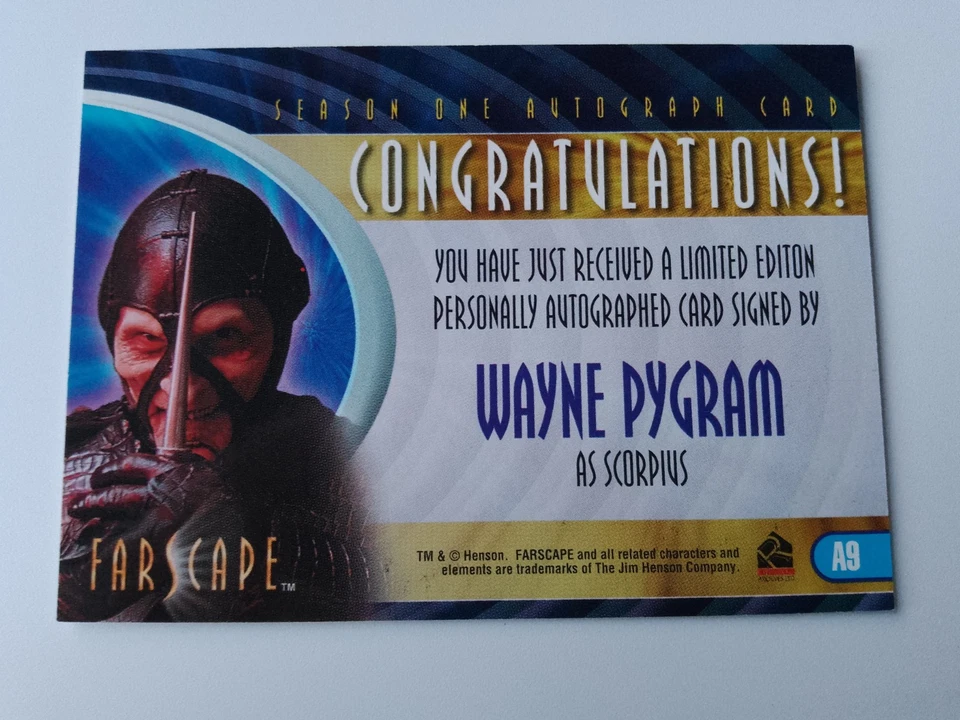 SEASON ONE AUTOGRAPH CARD
CONGRATULATIONS!
YOU HAVE JUST RECEIVED A LIMITED EDITON
PERSONALLY AUTOGRAPHED CARD SIGNED BY
WAYNE PYGRAM
AS SCORPIUS
FARSCAPE™
TM & © Henson. FARSCAPE and all related characters and
elements are trademarks of The Jim Henson Company.
A9